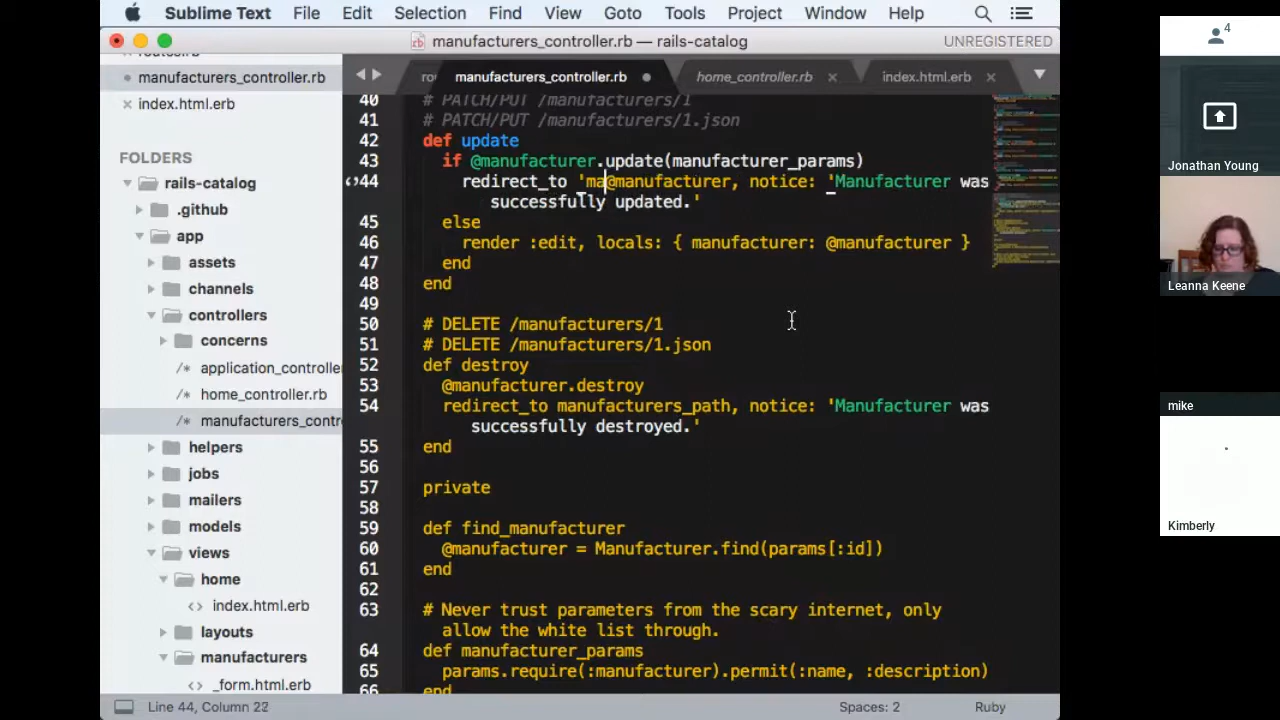 Sublime Text File Edit Selection Find View Goto Tools Project Window Help
manufacturers_controller.rb — rails-catalog
UNREGISTERED
manufacturers_controller.rb
index.html.erb
FOLDERS
rails-catalog
.github
app
assets
channels
controllers
concerns
application_controlle
home_controller.rb
manufacturers_contr
helpers
jobs
mailers
models
views
home
index.html.erb
layouts
manufacturers
_form.html.erb
ro manufacturers_controller.rb home_controller.rb index.html.erb
40 # PATCH/PUT /manufacturers/1
41 # PATCH/PUT /manufacturers/1.json
42 def update
43 if @manufacturer.update(manufacturer_params)
44 redirect_to 'ma@manufacturer, notice: 'Manufacturer was
successfully updated.'
45 else
46 render :edit, locals: { manufacturer: @manufacturer }
47 end
48 end
49
50 # DELETE /manufacturers/1
51 # DELETE /manufacturers/1.json
52 def destroy
53 @manufacturer.destroy
54 redirect_to manufacturers_path, notice: 'Manufacturer was
successfully destroyed.'
55 end
56
57 private
58
59 def find_manufacturer
60 @manufacturer = Manufacturer.find(params[:id])
61 end
62
63 # Never trust parameters from the scary internet, only
allow the white list through.
64 def manufacturer_params
65 params.require(:manufacturer).permit(:name, :description)
66 end
Line 44, Column 22
Spaces: 2
Ruby
4
Jonathan Young
Leanna Keene
mike
Kimberly